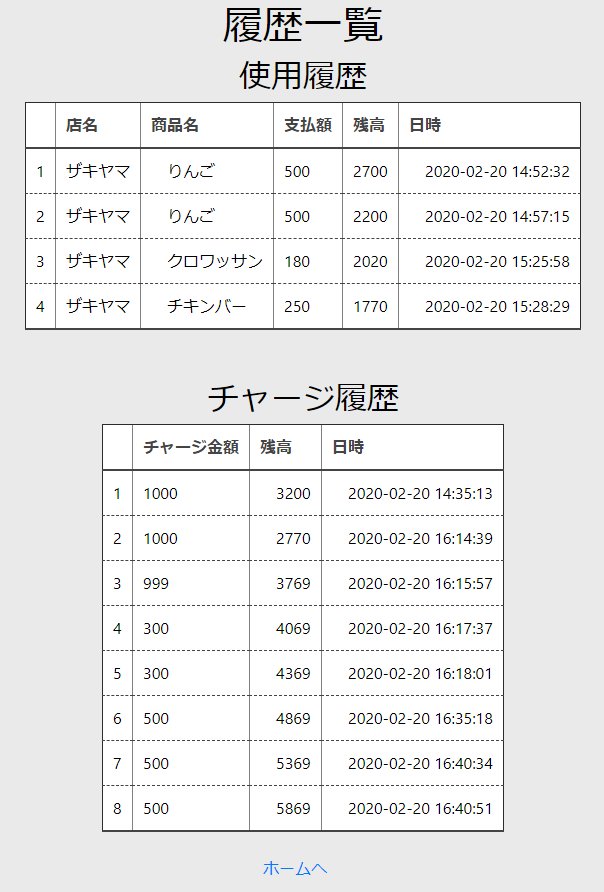 履歴一覧
使用履歴
店名 商品名 支払額 残高 日時
1 ザキヤマ りんご 500 2700 2020-02-20 14:52:32
2 ザキヤマ りんご 500 2200 2020-02-20 14:57:15
3 ザキヤマ クロワッサン 180 2020 2020-02-20 15:25:58
4 ザキヤマ チキンバー 250 1770 2020-02-20 15:28:29
チャージ履歴
チャージ金額 残高 日時
1 1000 3200 2020-02-20 14:35:13
2 1000 2770 2020-02-20 16:14:39
3 999 3769 2020-02-20 16:15:57
4 300 4069 2020-02-20 16:17:37
5 300 4369 2020-02-20 16:18:01
6 500 4869 2020-02-20 16:35:18
7 500 5369 2020-02-20 16:40:34
8 500 5869 2020-02-20 16:40:51
ホームへ